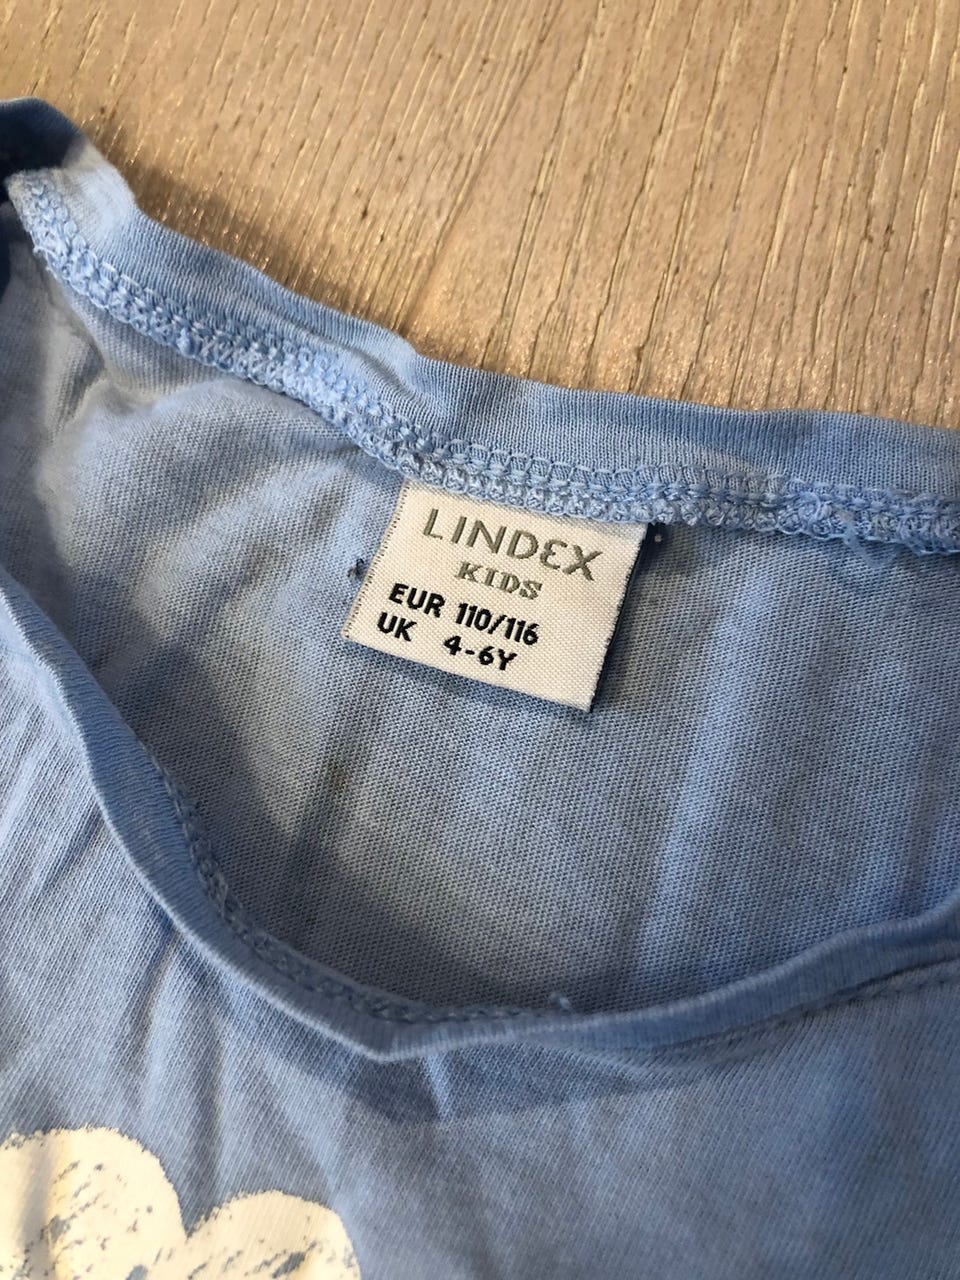 LINDEX
KIDS
EUR 110/116
UK 4-6Y